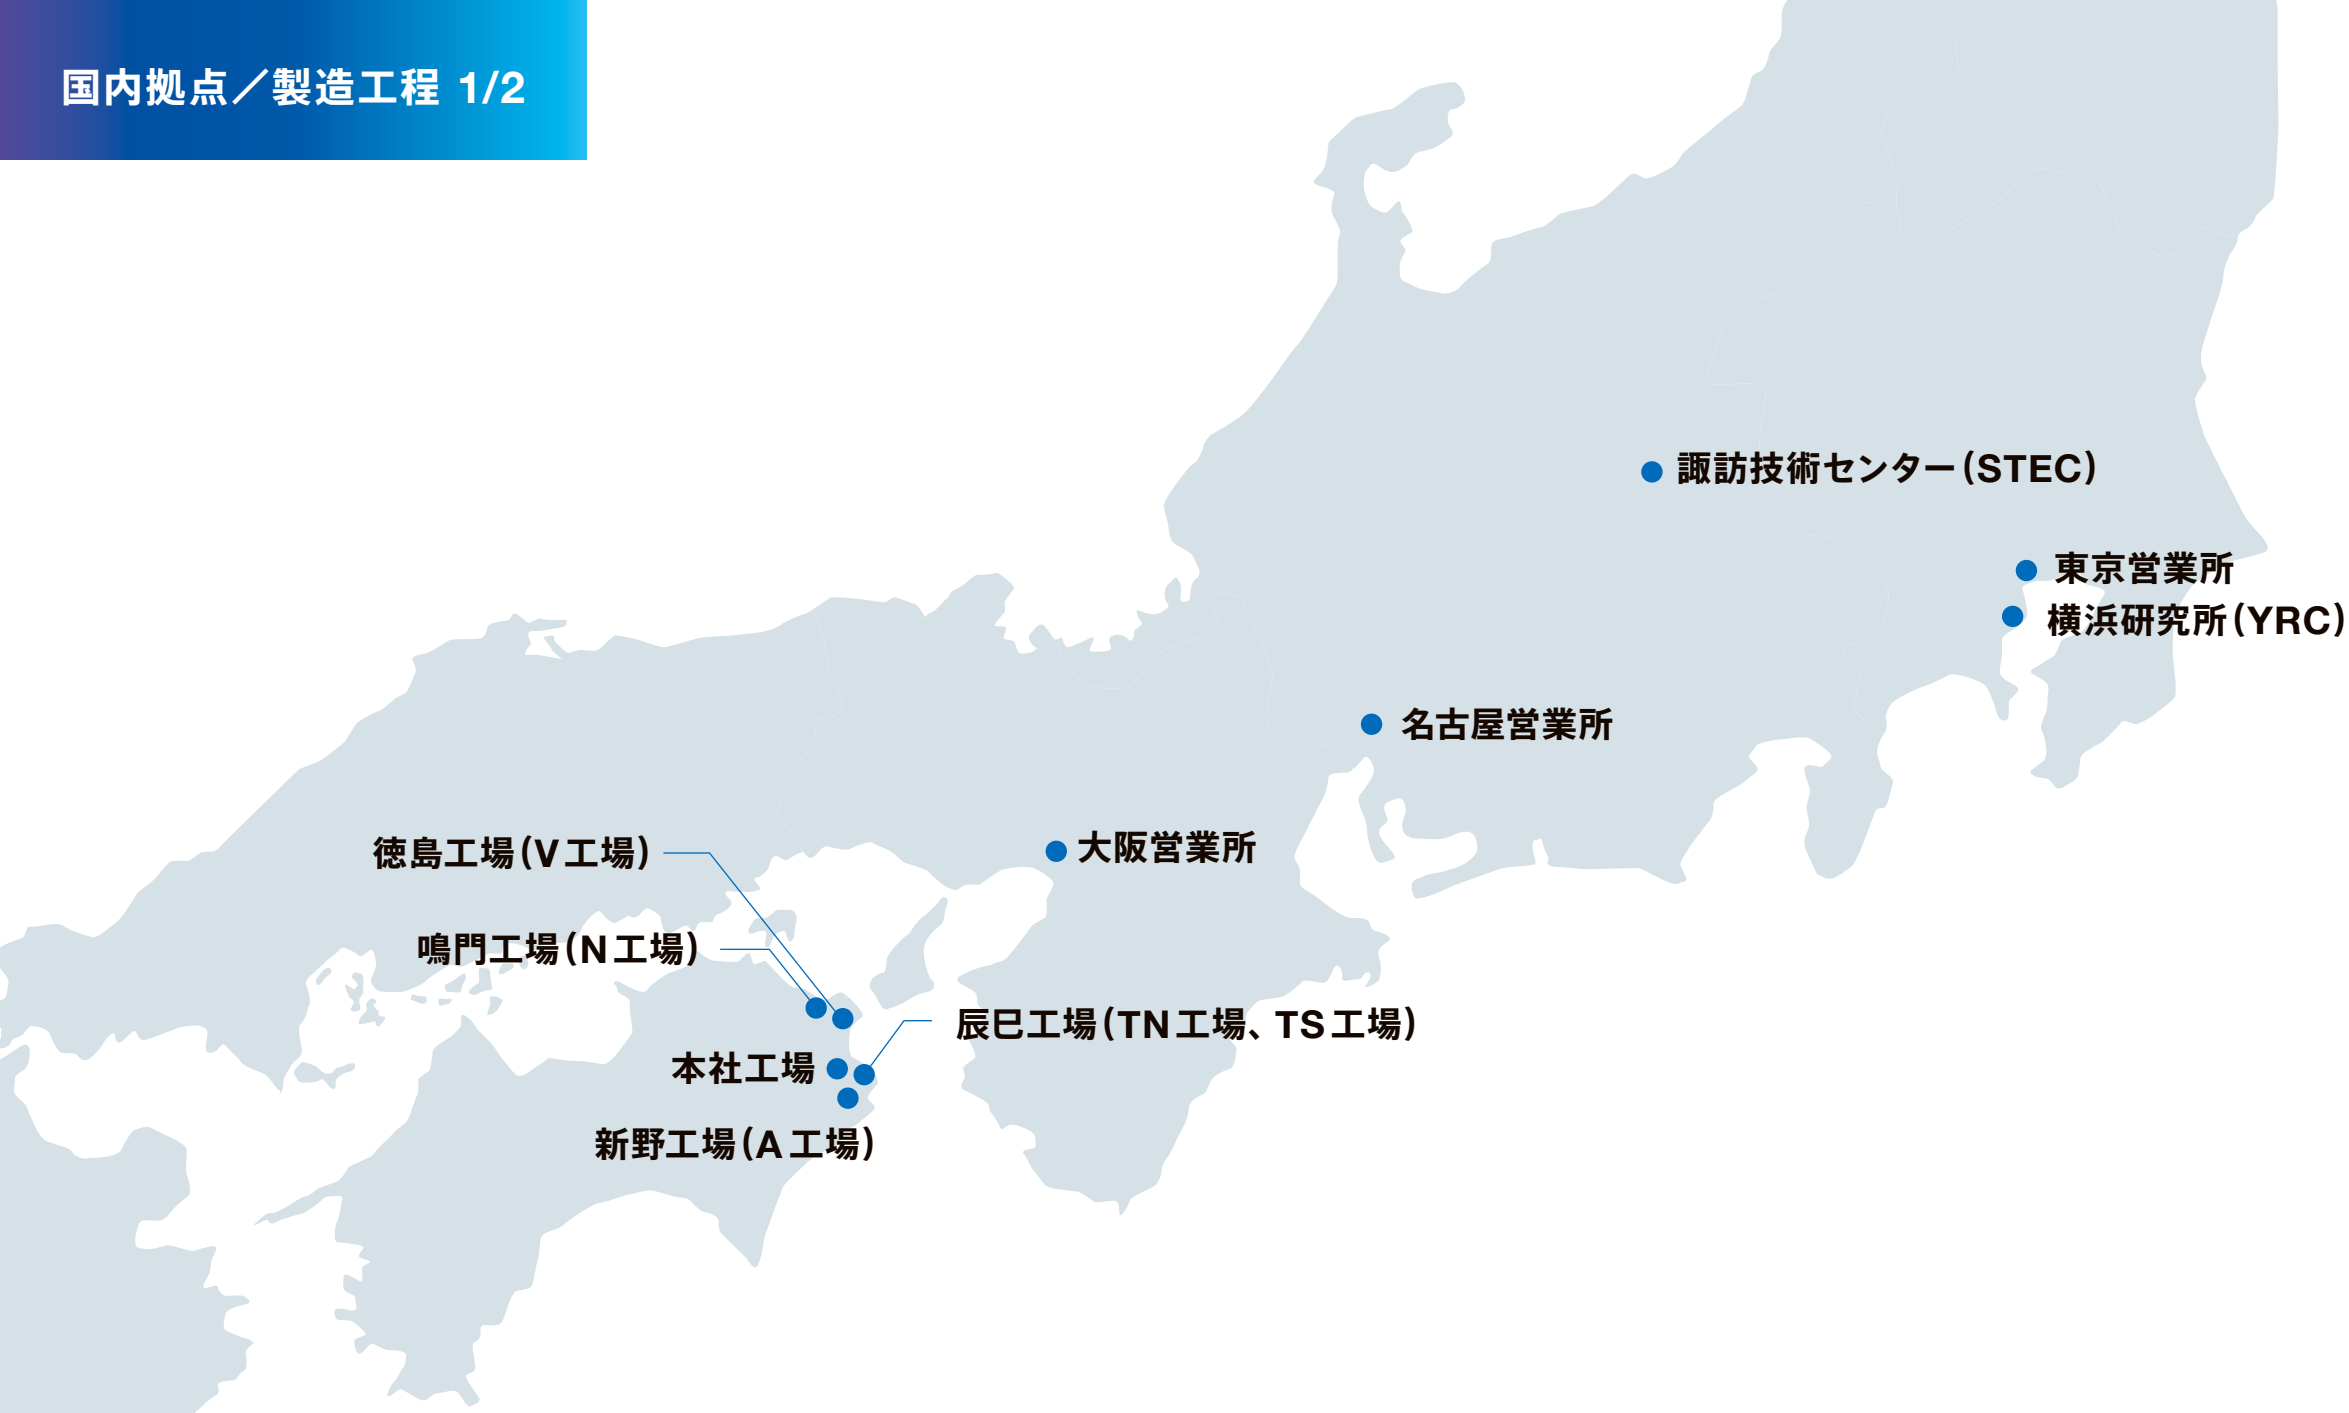 国内拠点／製造工程 1/2
諏訪技術センター(STEC)
東京営業所
横浜研究所(YRC)
名古屋営業所
大阪営業所
徳島工場(V工場)
鳴門工場(N工場)
辰巳工場(TN工場、TS工場)
本社工場
新野工場(A工場)